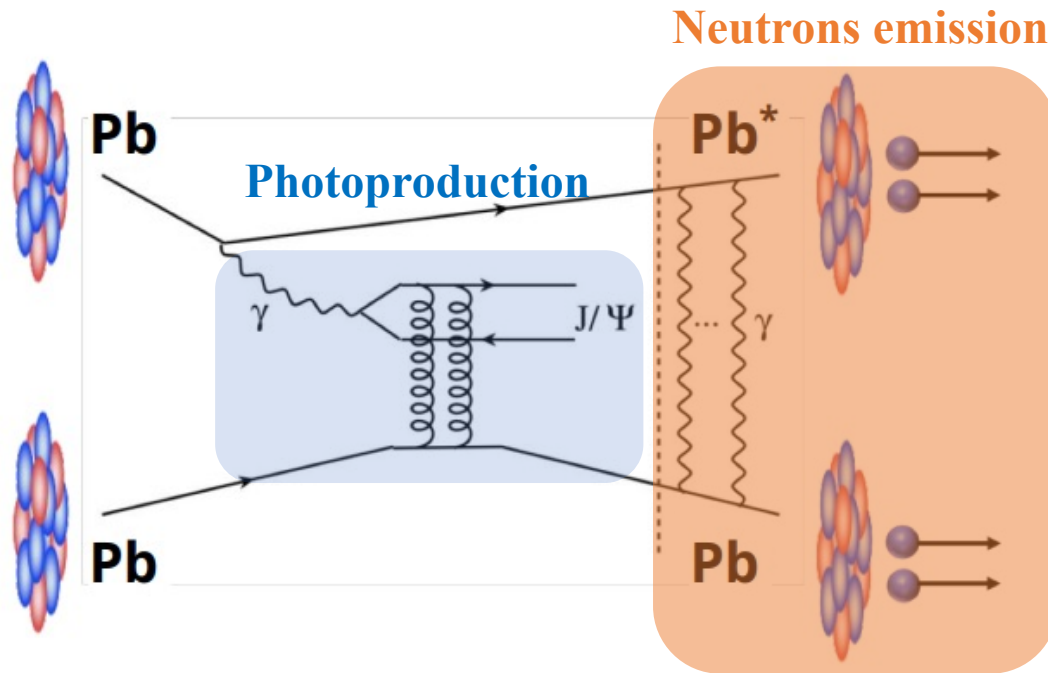 Neutrons emission
Pb
Pb*
Photoproduction
γ
J/Ψ
...
γ
Pb
Pb